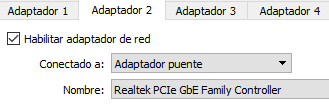 Adaptador 1 Adaptador 2 Adaptador 3 Adaptador 4
Habilitar adaptador de red
Conectado a: Adaptador puente
Nombre: Realtek PCIe GbE Family Controller